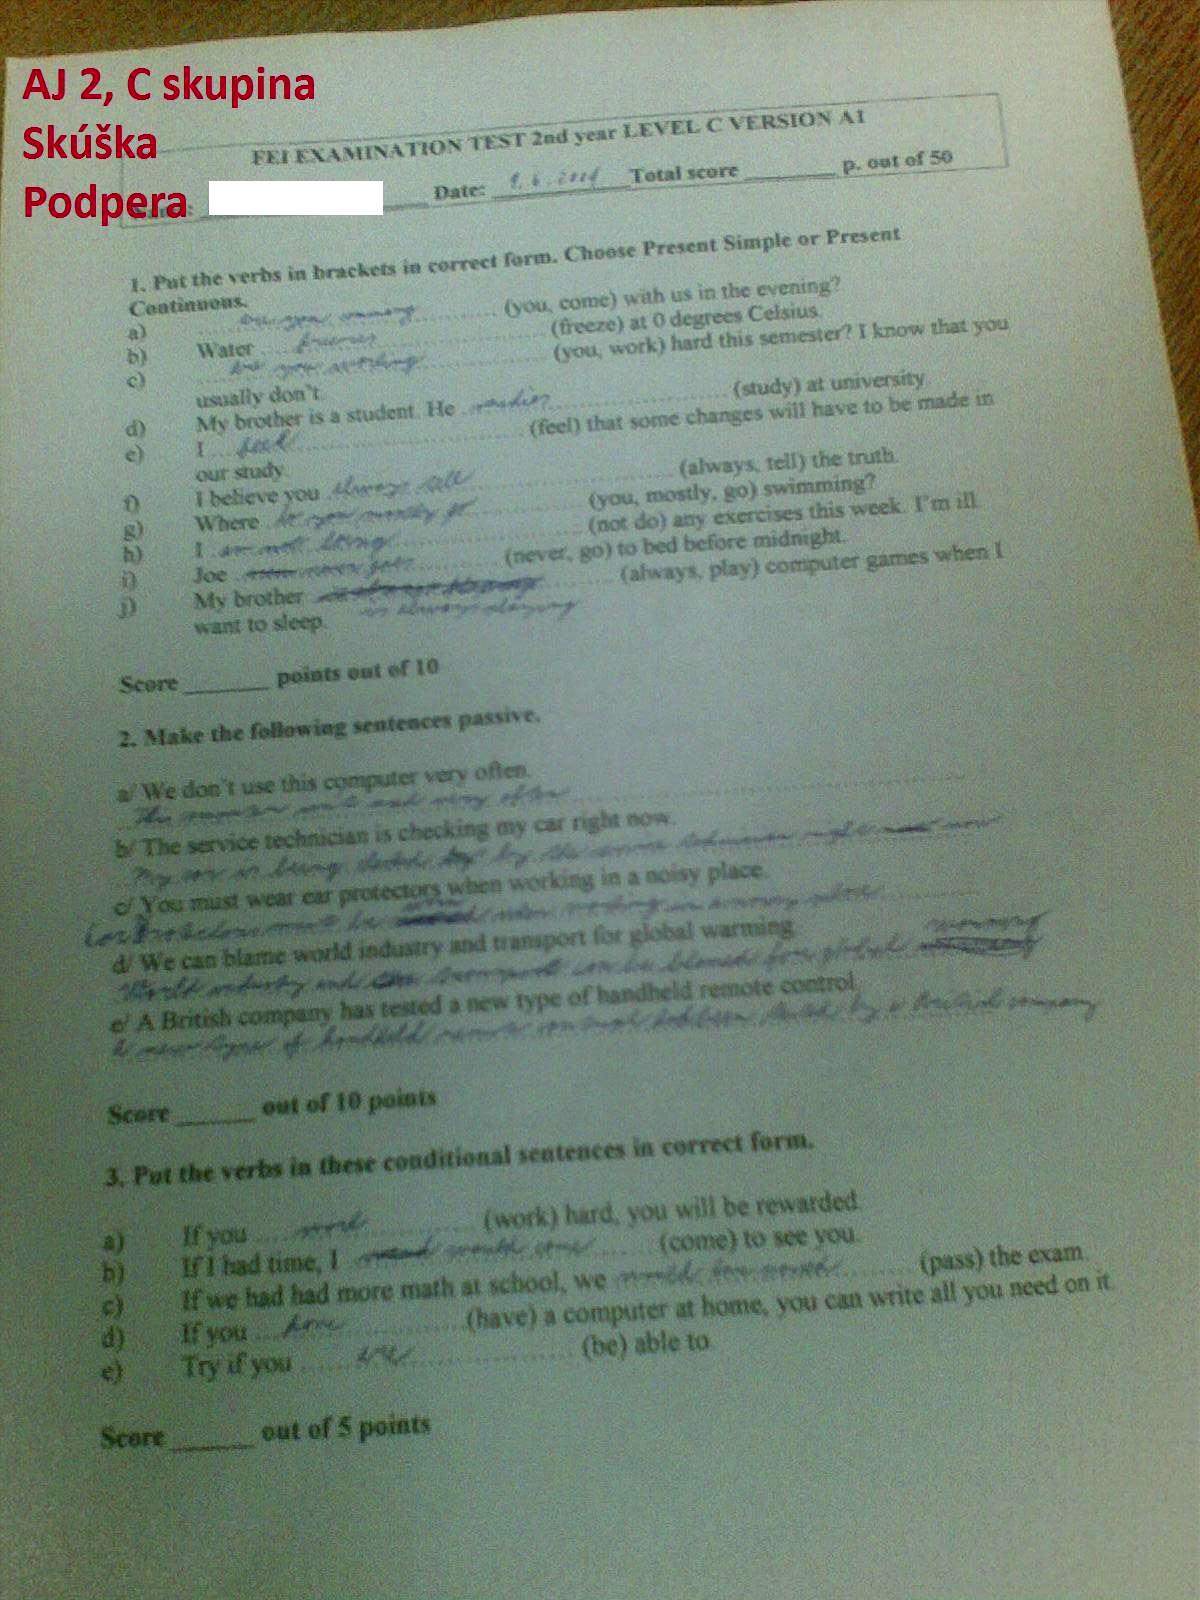 AJ 2, C skupina
Skúška
Podpera
FEI EXAMINATION TEST 2nd year LEVEL C VERSION A1
Name: Date: Total score p. out of 50
1. Put the verbs in brackets in correct form. Choose Present Simple or Present
Continuous.
a) are you coming (you, come) with us in the evening?
b) Water freezes (freeze) at 0 degrees Celsius.
c) Are you working (you, work) hard this semester? I know that you
usually don't.
d) My brother is a student. He studies (study) at university.
e) I feel (feel) that some changes will have to be made in
our study.
f) I believe you always tell (always, tell) the truth.
g) Where do you mostly go (you, mostly, go) swimming?
h) I am not doing (not do) any exercises this week. I'm ill.
i) Joe never goes (never, go) to bed before midnight.
j) My brother (always, play) computer games when I
is always playing
want to sleep.
Score points out of 10
2. Make the following sentences passive.
a/ We don't use this computer very often.
This computer isn't used very often
b/ The service technician is checking my car right now.
My car is being checked by the service technician right now
c/ You must wear ear protectors when working in a noisy place.
Ear protectors must be when working in a noisy place
d/ We can blame world industry and transport for global warming.
World industry and transport can be blamed for global warming
e/ A British company has tested a new type of handheld remote control.
A new type of handheld remote control has been tested by a British company
Score out of 10 points
3. Put the verbs in these conditional sentences in correct form.
a) If you work (work) hard, you will be rewarded.
b) If I had time, I would come (come) to see you.
c) If we had had more math at school, we would have passed (pass) the exam.
d) If you have (have) a computer at home, you can write all you need on it.
e) Try if you are (be) able to.
Score out of 5 points